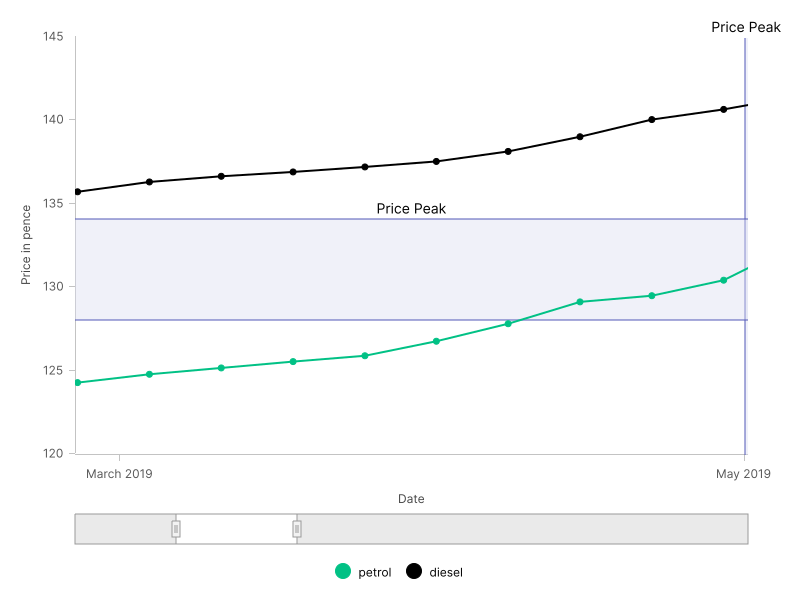 Price Peak
145
140
135
130
125
120
Price in pence
Price Peak
March 2019
May 2019
Date
petrol
diesel